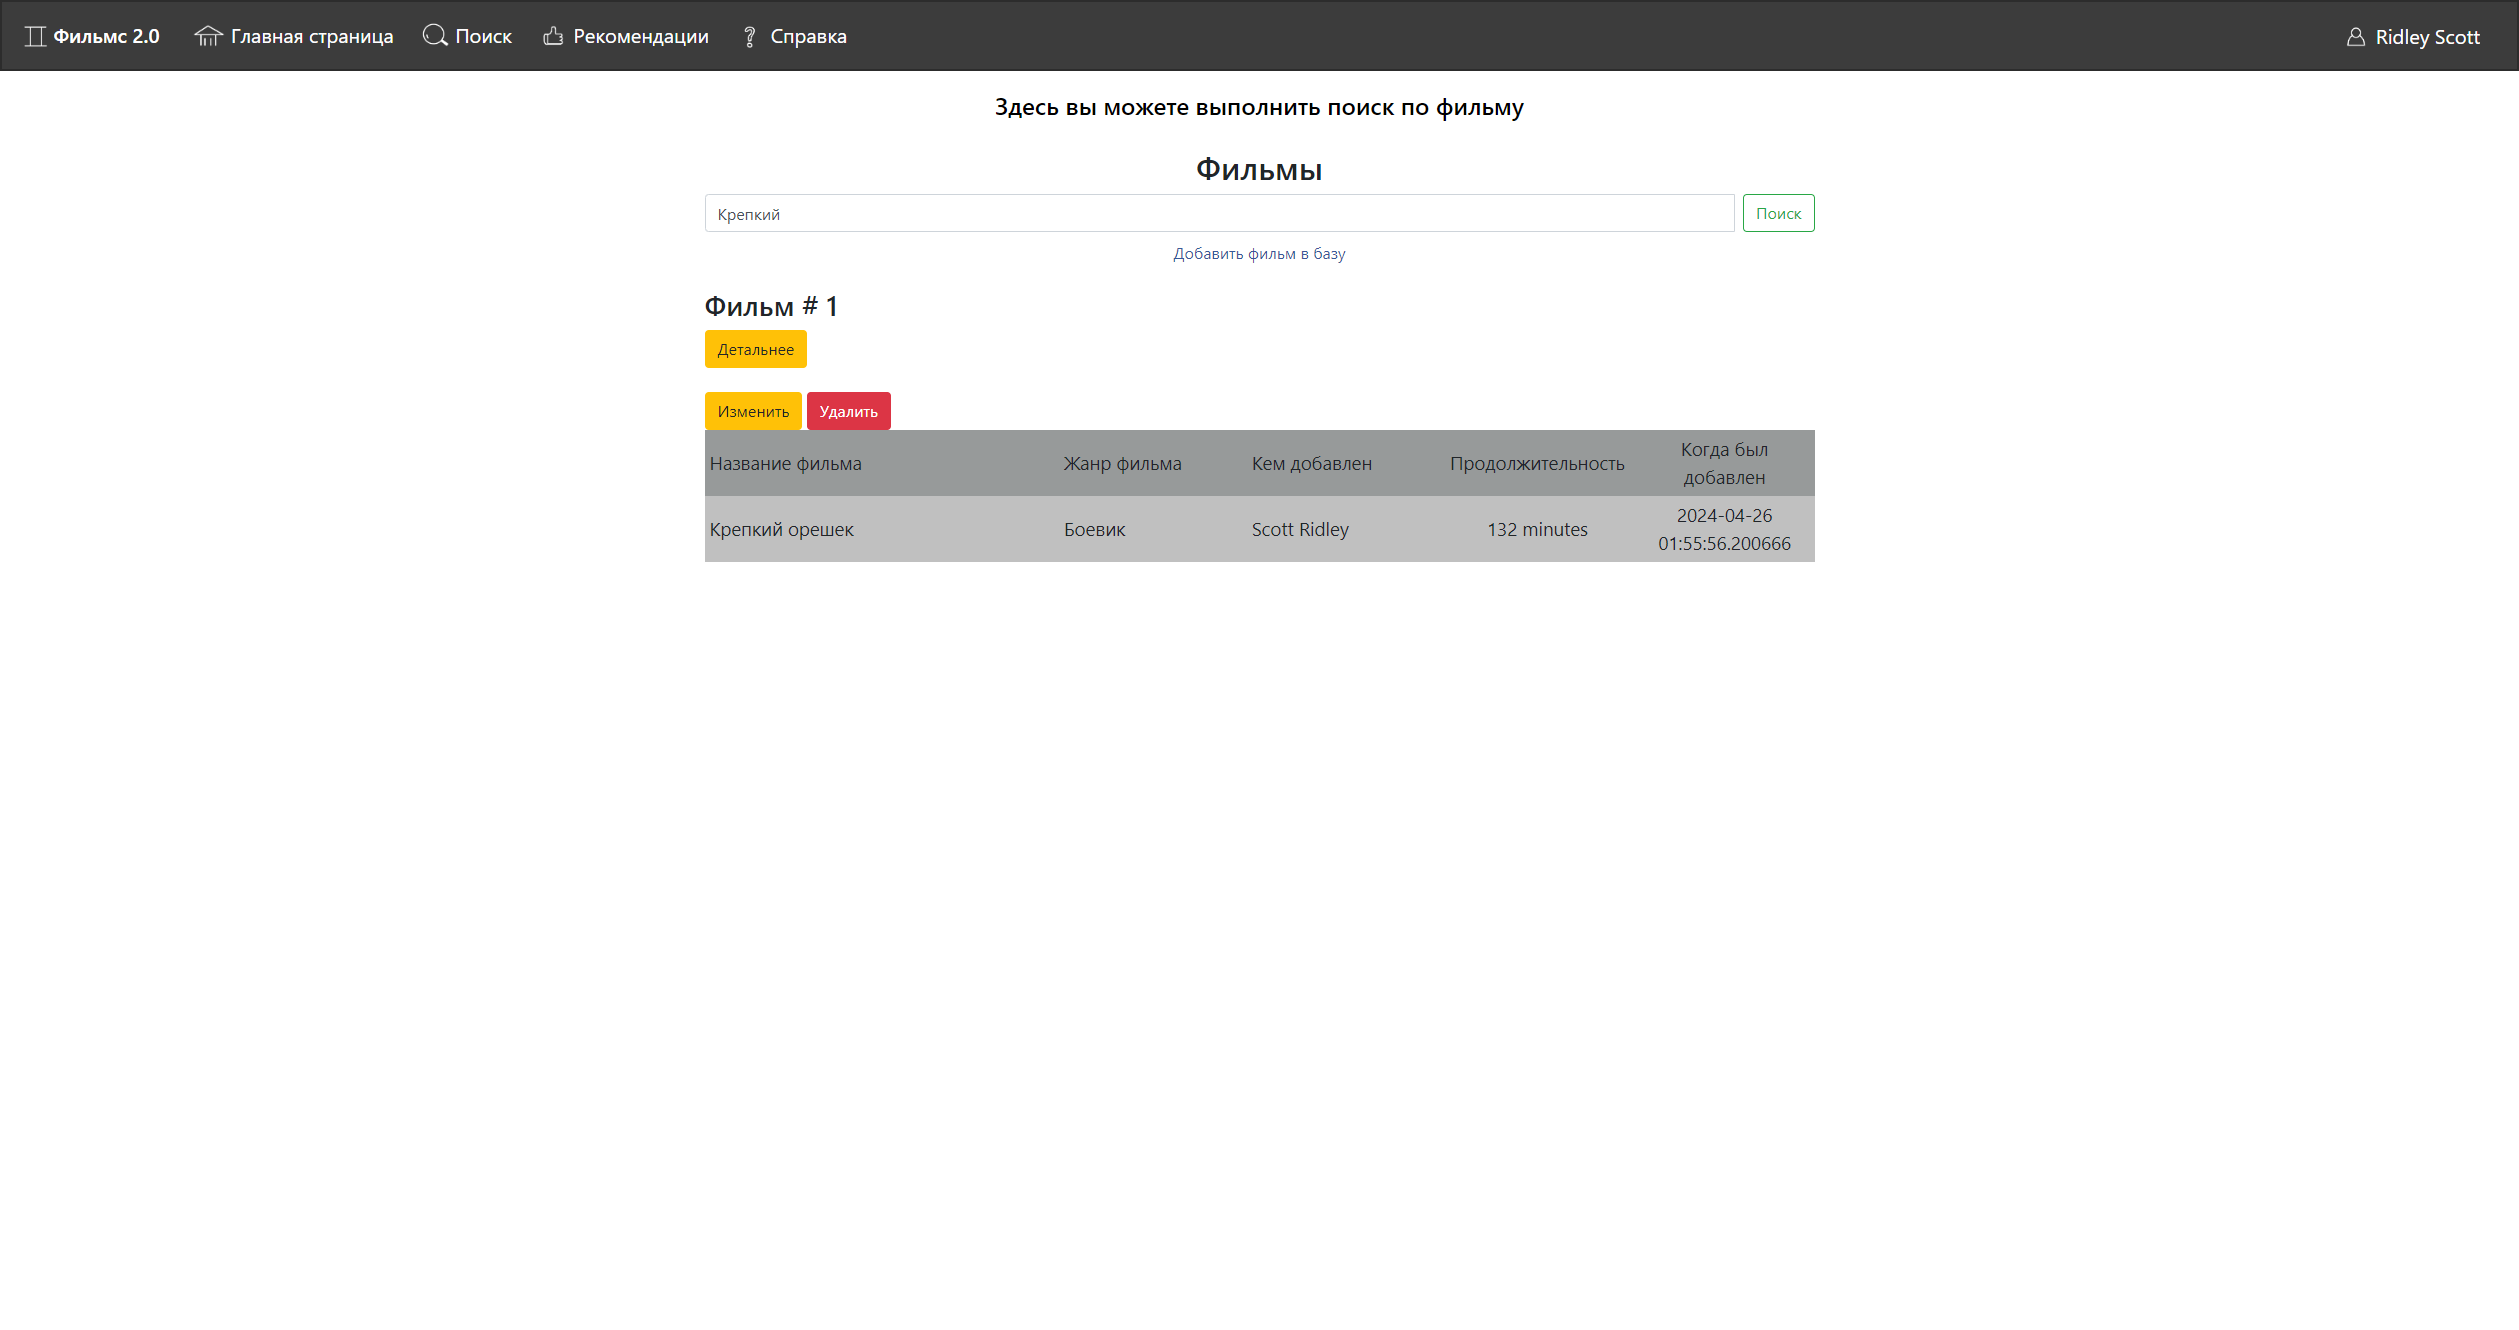 Фильмс 2.0 Главная страница Поиск Рекомендации Справка Ridley Scott
Здесь вы можете выполнить поиск по фильму
Фильмы
Крепкий Поиск
Добавить фильм в базу
Фильм # 1
Детальнее
Изменить Удалить
Название фильма Жанр фильма Кем добавлен Продолжительность Когда был
добавлен
Крепкий орешек Боевик Scott Ridley 132 minutes 2024-04-26
01:55:56.200666